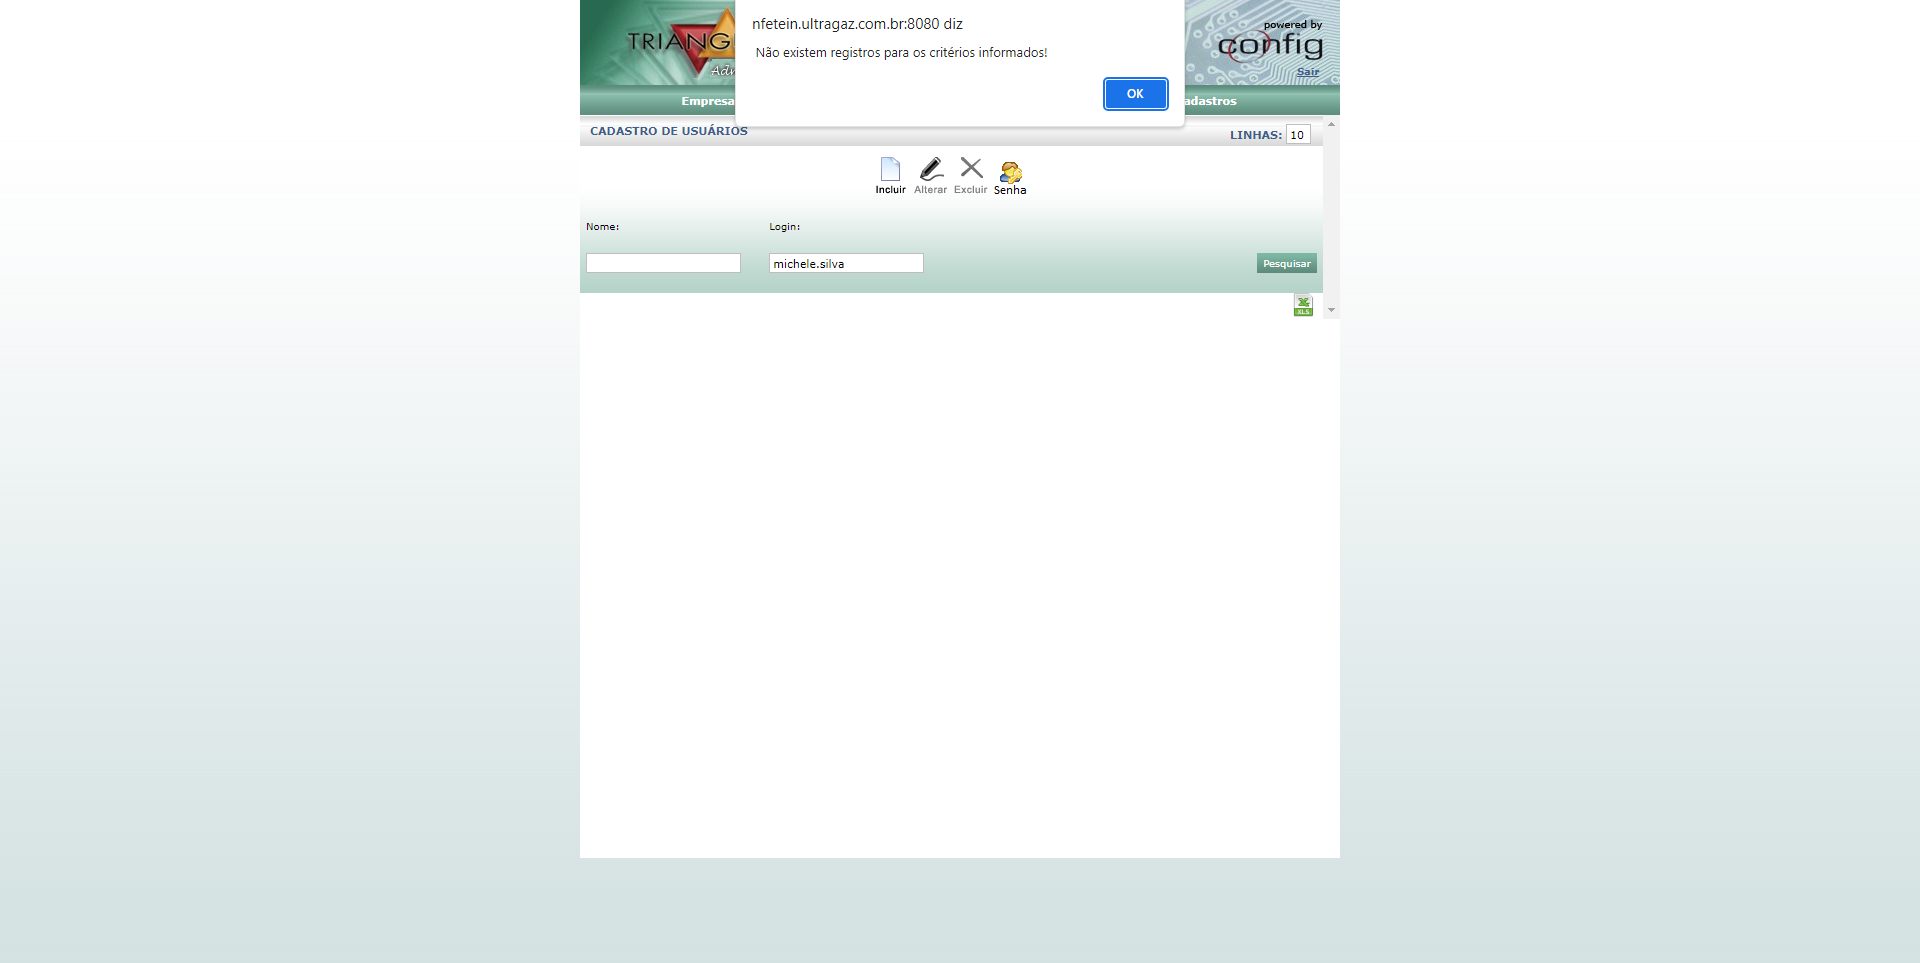 nfetein.ultragaz.com.br:8080 diz
Não existem registros para os critérios informados!
OK
TRIANG
Adm
powered by
config
Sair
Empresa
adastros
CADASTRO DE USUÁRIOS
LINHAS: 10
Incluir Alterar Excluir Senha
Nome: Login:
michele.silva Pesquisar
XLS